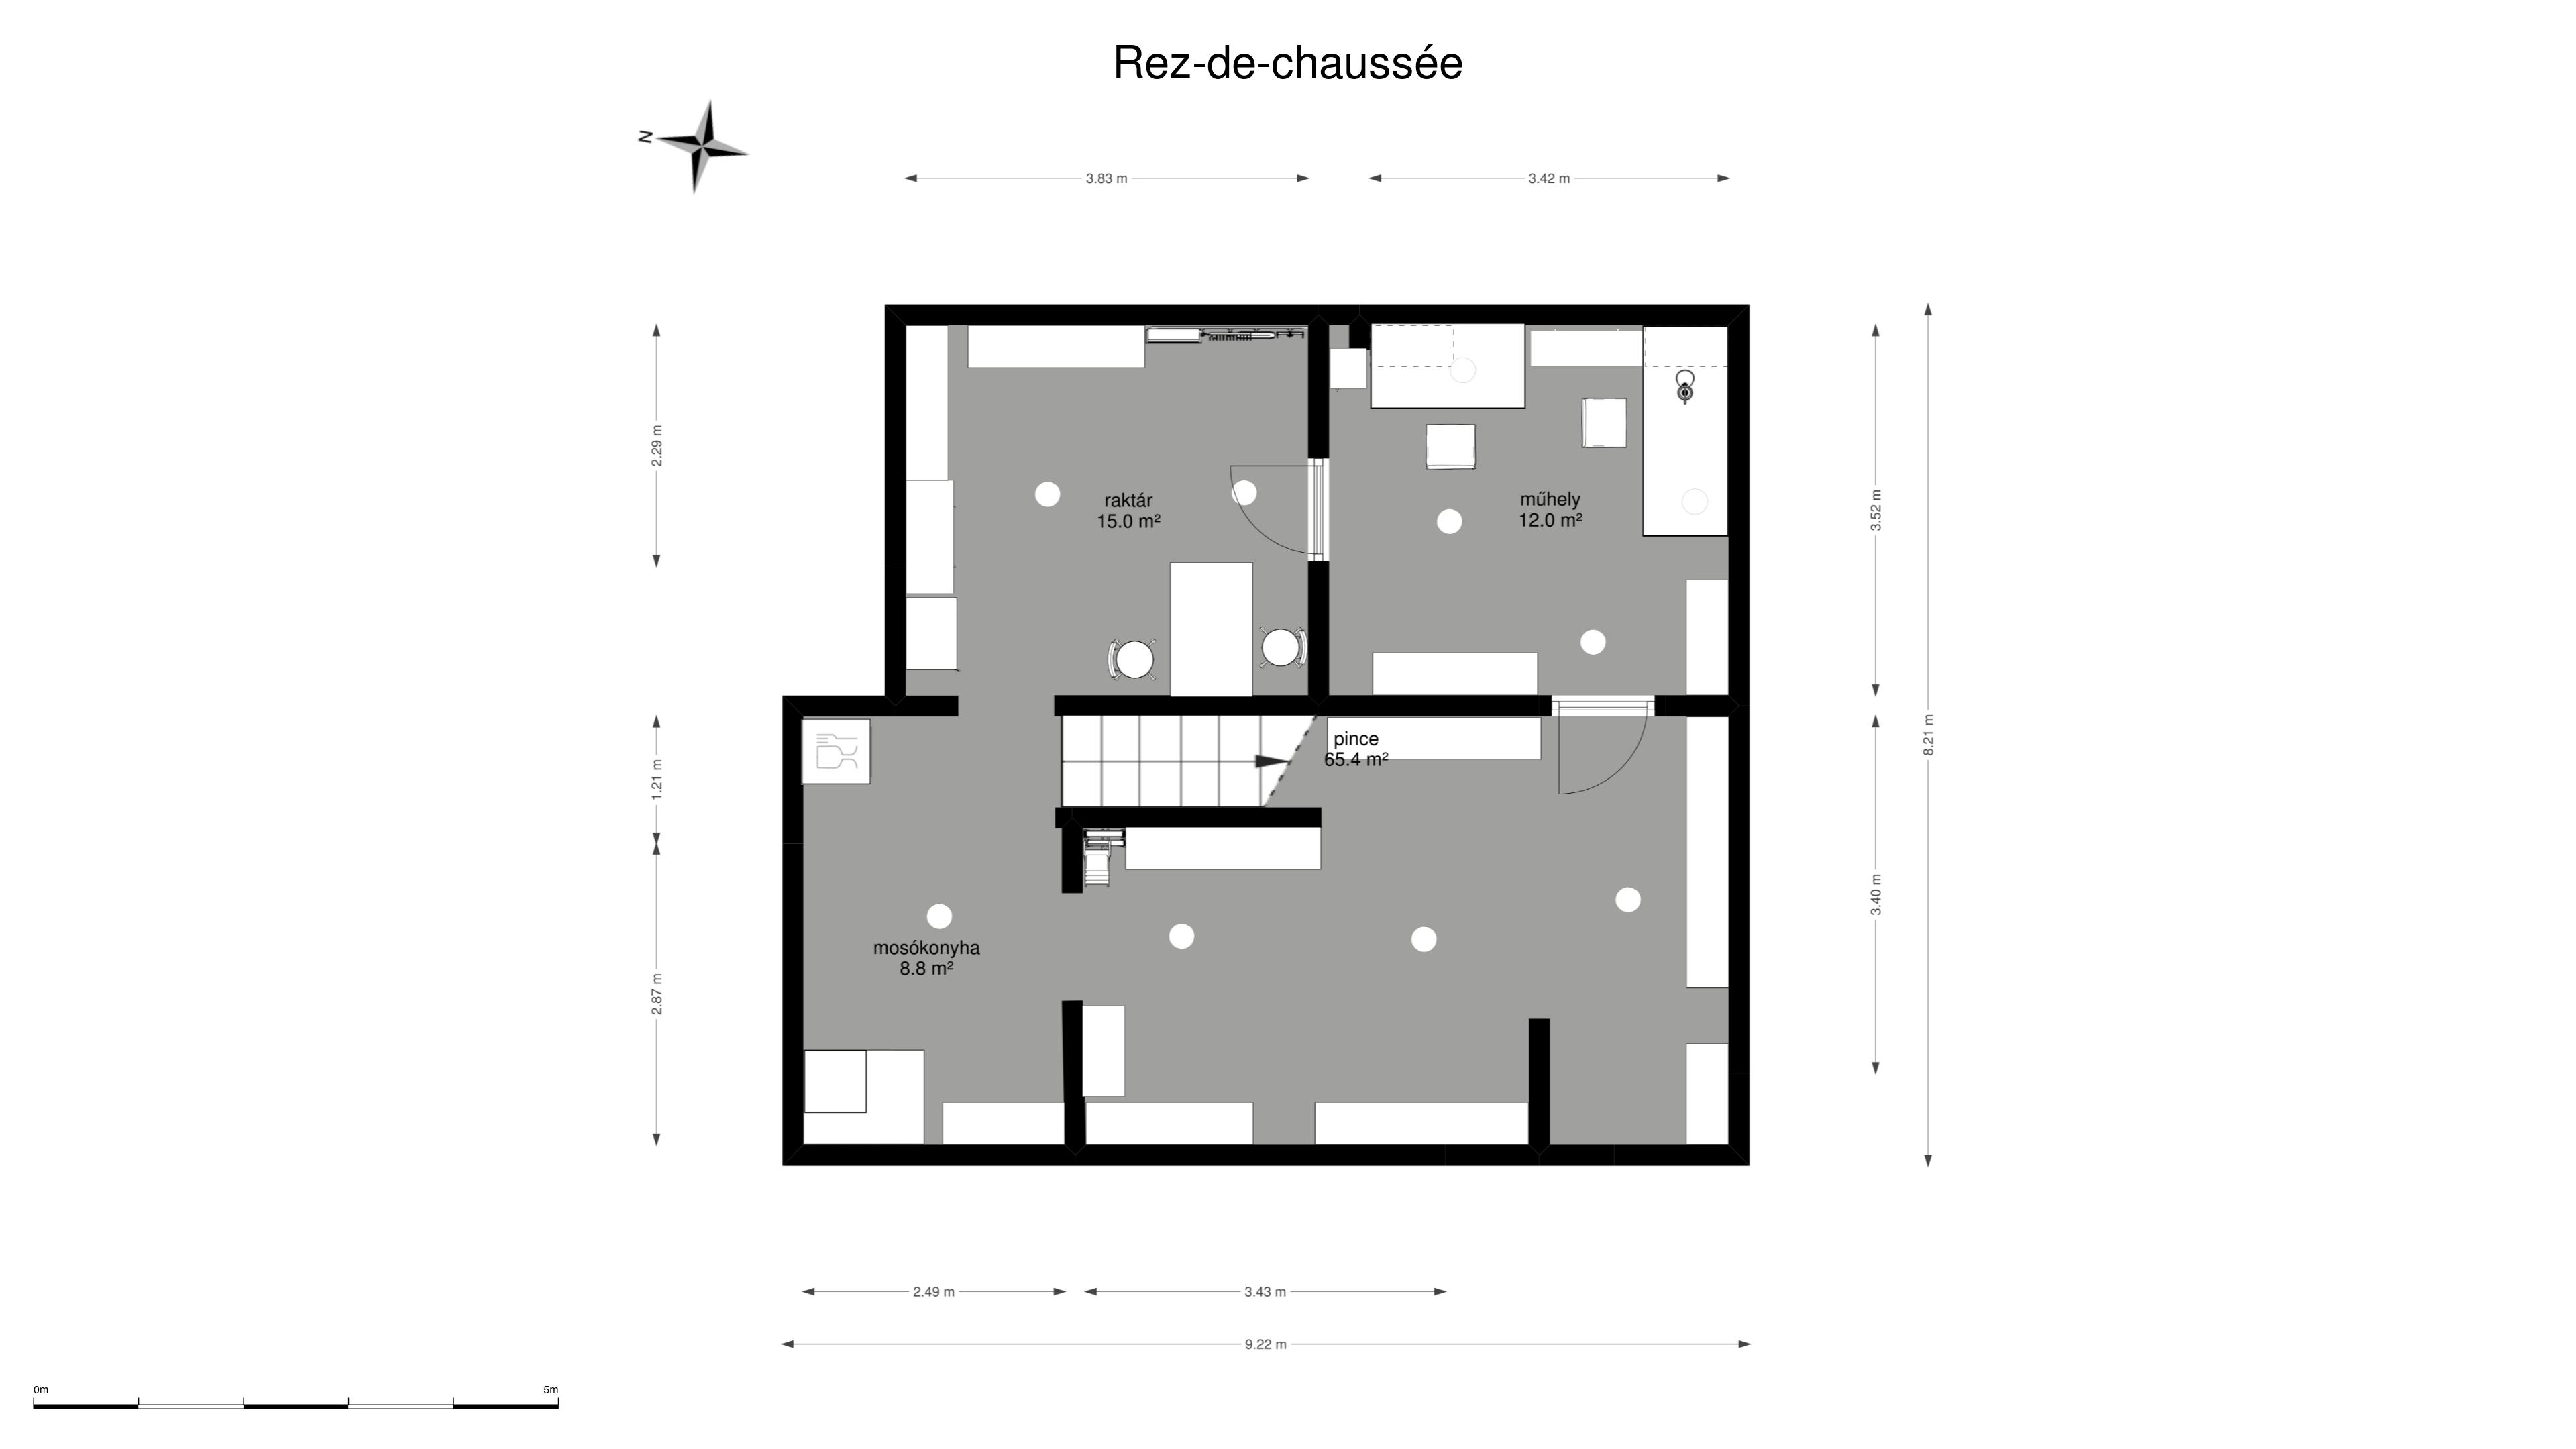 Rez-de-chaussée
N
3.83 m
3.42 m
2.29 m
3.52 m
raktár
15.0 m²
műhely
12.0 m²
8.21 m
1.21 m
pince
65.4 m²
3.40 m
mosókonyha
8.8 m²
2.87 m
2.49 m
3.43 m
9.22 m
0m
5m